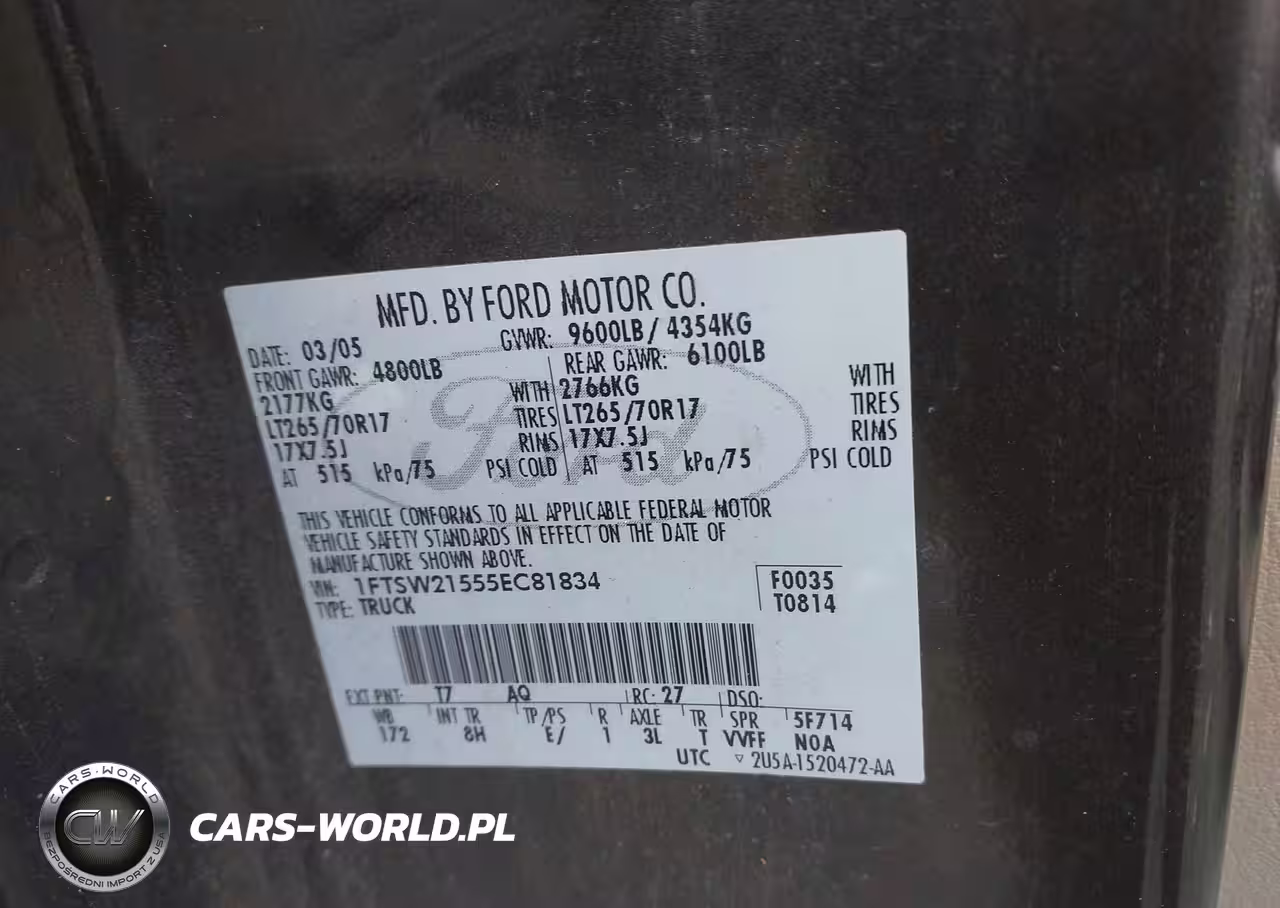 MFD. BY FORD MOTOR CO.
DATE: 03/05 GVWR: 9600LB / 4354KG
FRONT GAWR: 4800LB REAR GAWR: 6100LB
2177KG WITH 2766KG WITH
LT265/70R17 TIRES LT265/70R17 TIRES
17X7.5J RIMS 17X7.5J RIMS
AT 515 kPa/75 PSI COLD AT 515 kPa/75 PSI COLD
Ford
THIS VEHICLE CONFORMS TO ALL APPLICABLE FEDERAL MOTOR
VEHICLE SAFETY STANDARDS IN EFFECT ON THE DATE OF
MANUFACTURE SHOWN ABOVE.
VIN: 1FTSW21555EC81834 F0035
TYPE: TRUCK T0814
EXT PNT: T7 AQ RC: 27 DSO:
WB INT TR TP/PS R AXLE TR SPR 5F714
172 8H E/ 1 3L T VVFF N0A
UTC ▽ 2U5A-1520472-AA
CARS-WORLD
CW
BEZPOŚREDNI IMPORT Z USA
CARS-WORLD.PL